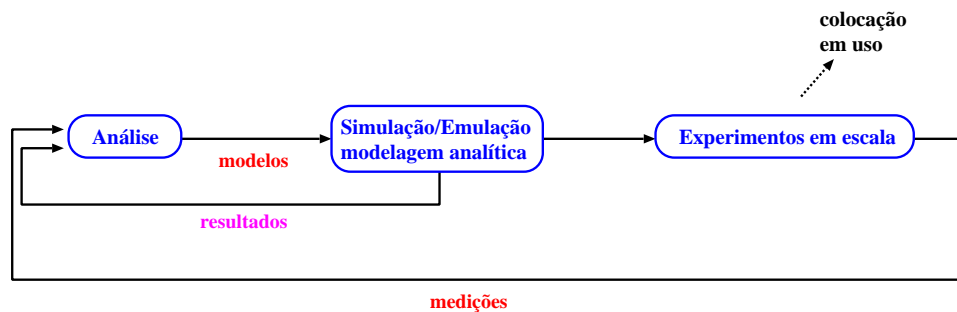 colocação
em uso
Análise
modelos
Simulação/Emulação
modelagem analítica
Experimentos em escala
resultados
medições